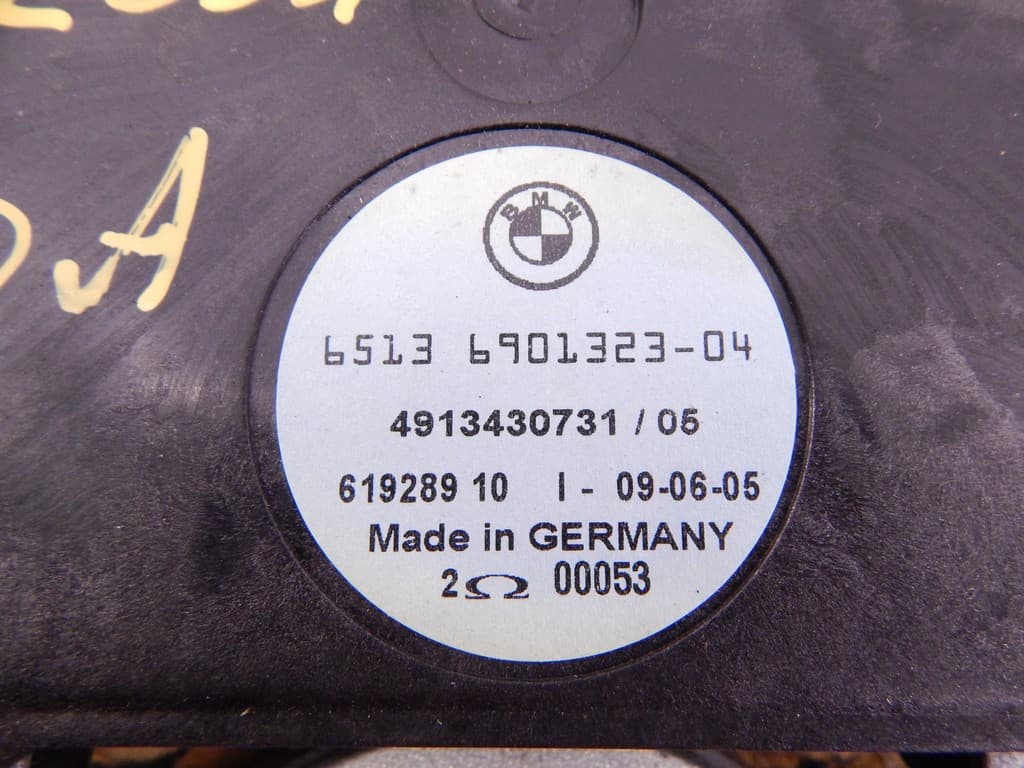 A
BMW
6513 6901323-04
4913430731 / 05
619289 10 I - 09-06-05
Made in GERMANY
2Ω 00053